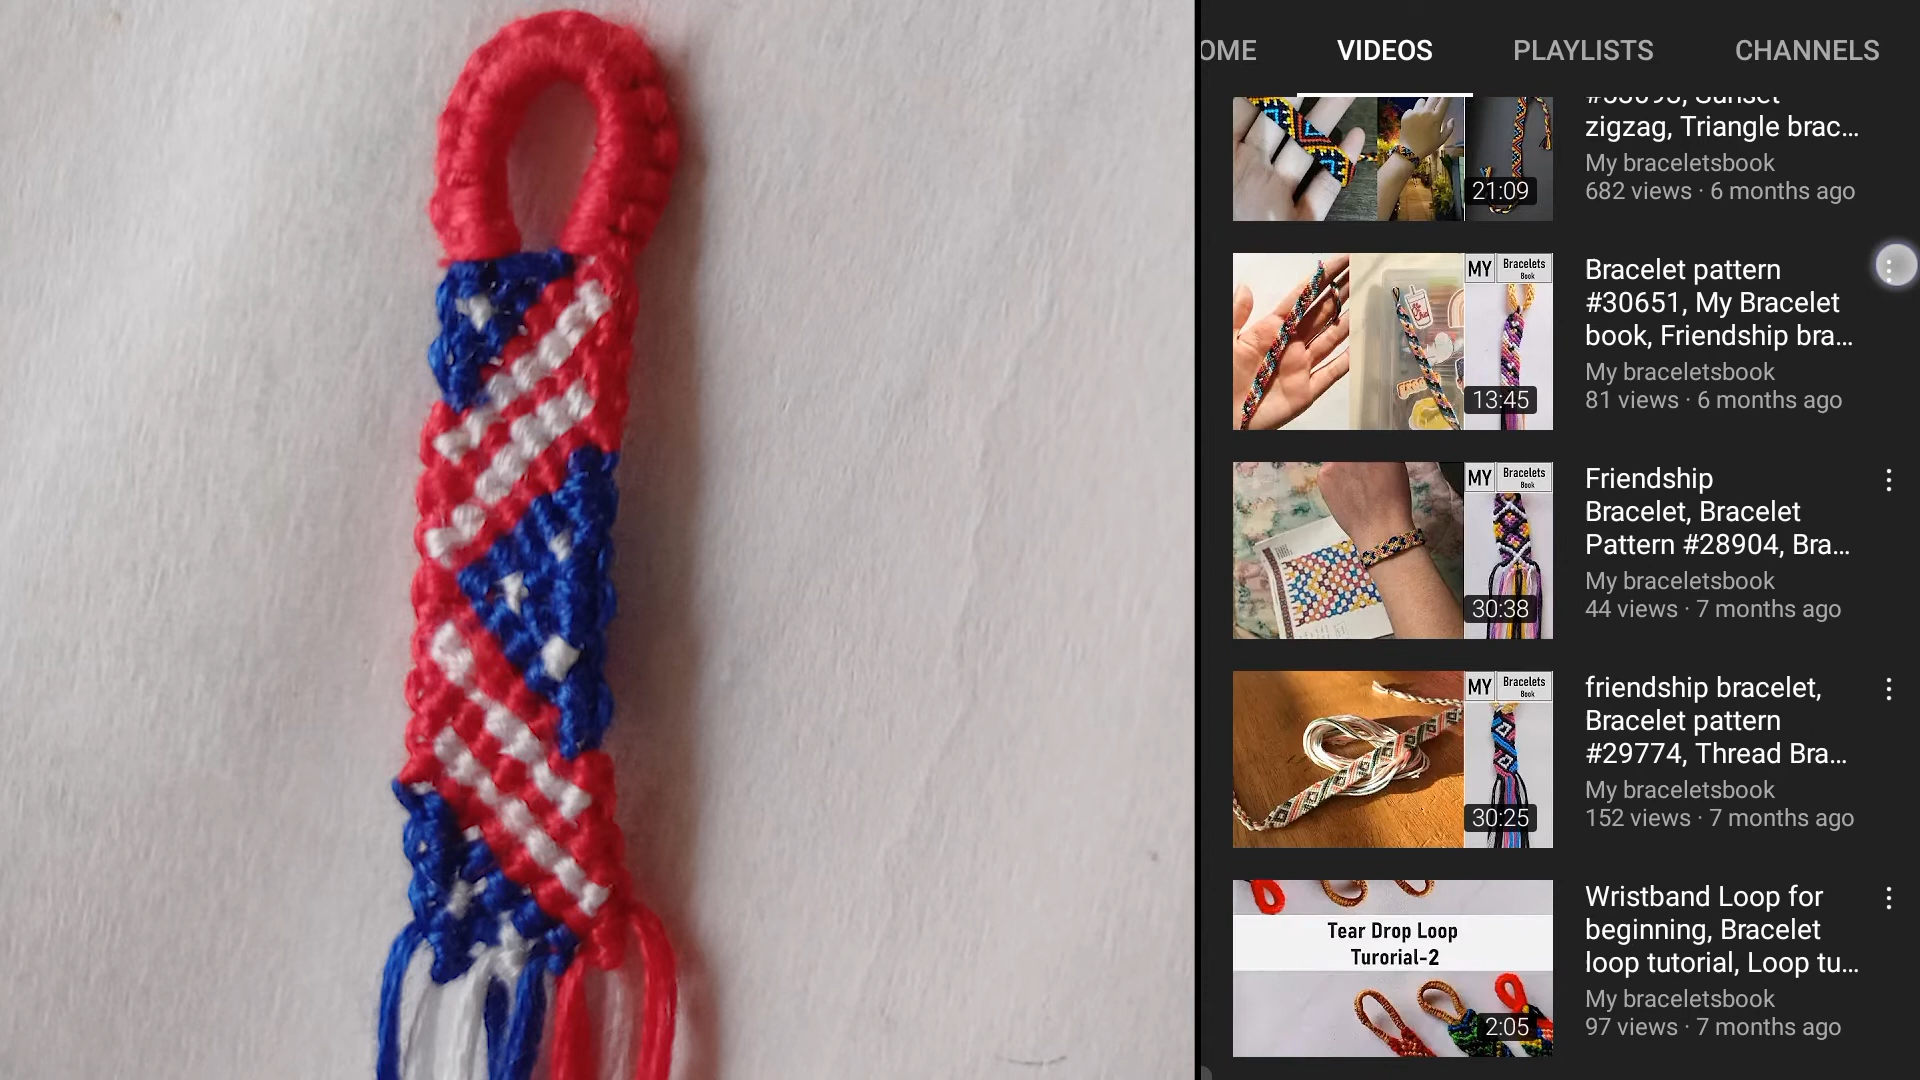 OME
VIDEOS
PLAYLISTS
CHANNELS
zigzag, Triangle brac...
My braceletsbook
682 views · 6 months ago
21:09
MY
Bracelets
Book
Bracelet pattern
#30651, My Bracelet
book, Friendship bra...
My braceletsbook
81 views · 6 months ago
13:45
MY
Bracelets
Book
Friendship
Bracelet, Bracelet
Pattern #28904, Bra...
My braceletsbook
44 views · 7 months ago
30:38
MY
Bracelets
Book
friendship bracelet,
Bracelet pattern
#29774, Thread Bra...
My braceletsbook
152 views · 7 months ago
30:25
Tear Drop Loop
Turorial-2
2:05
Wristband Loop for
beginning, Bracelet
loop tutorial, Loop tu...
My braceletsbook
97 views · 7 months ago